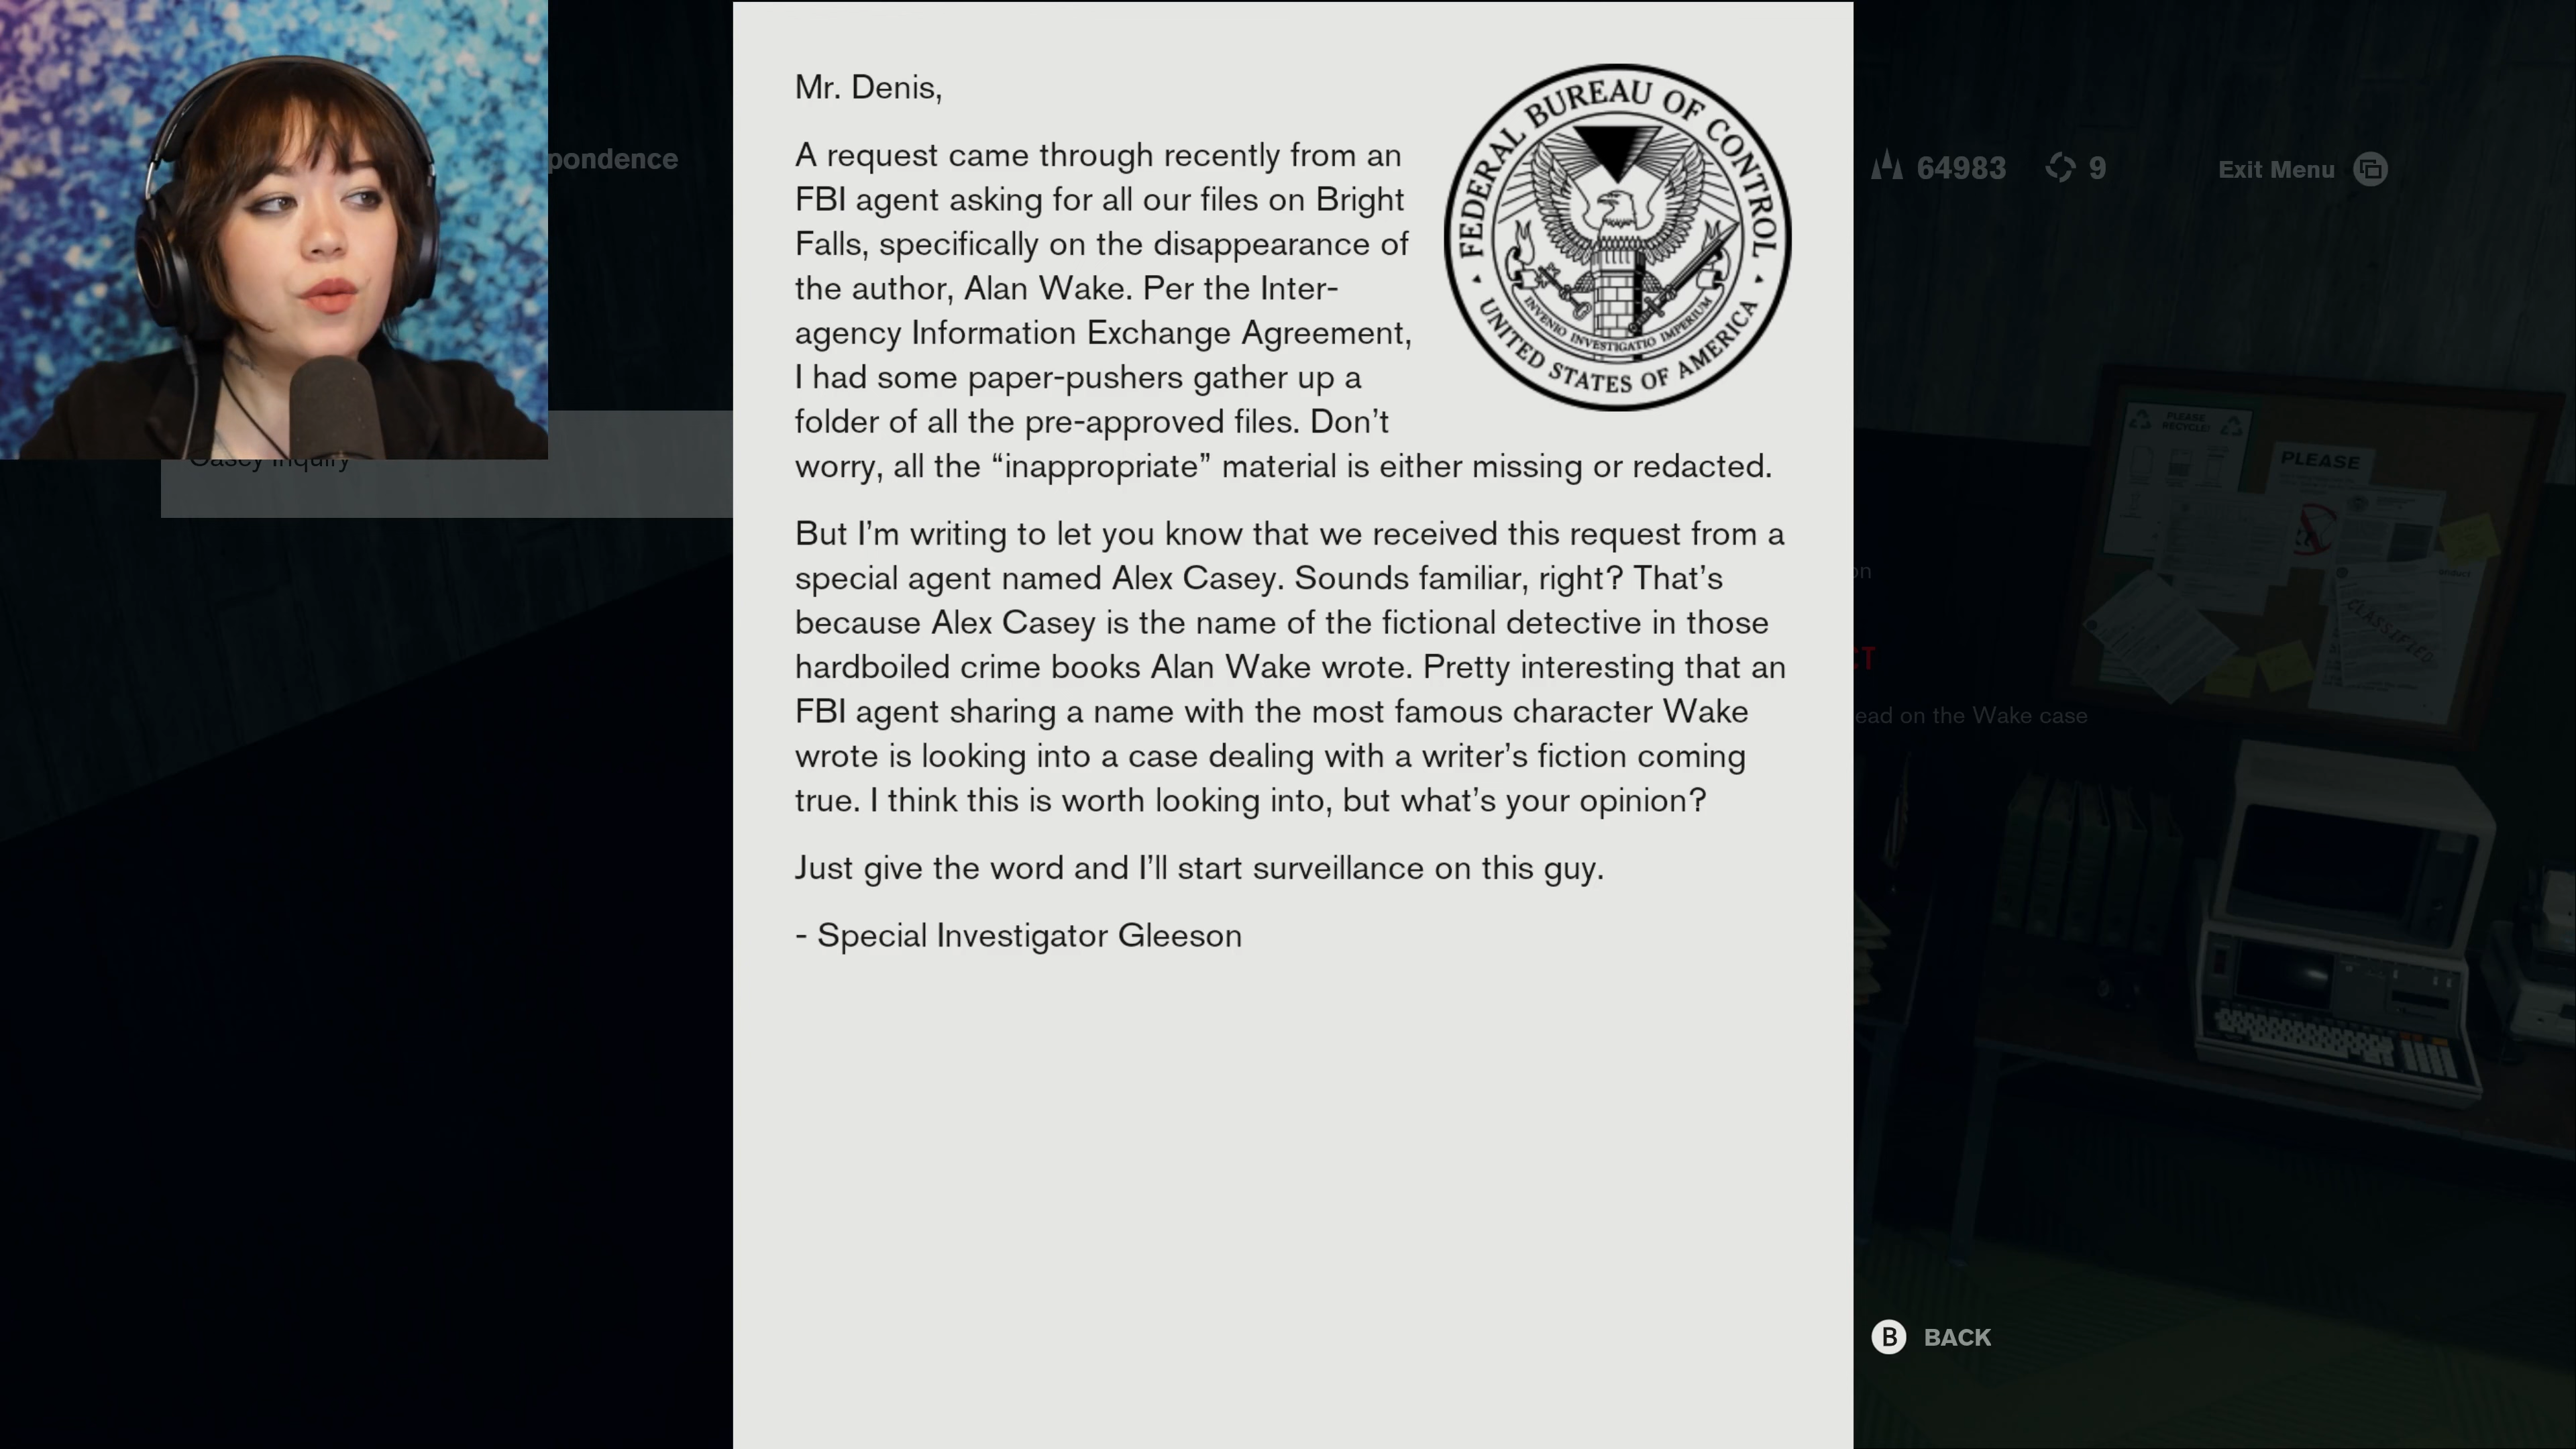 Mr. Denis,
A request came through recently from an
FBI agent asking for all our files on Bright
Falls, specifically on the disappearance of
the author, Alan Wake. Per the Inter-
agency Information Exchange Agreement,
I had some paper-pushers gather up a
folder of all the pre-approved files. Don’t
worry, all the “inappropriate” material is either missing or redacted.
But I’m writing to let you know that we received this request from a
special agent named Alex Casey. Sounds familiar, right? That’s
because Alex Casey is the name of the fictional detective in those
hardboiled crime books Alan Wake wrote. Pretty interesting that an
FBI agent sharing a name with the most famous character Wake
wrote is looking into a case dealing with a writer’s fiction coming
true. I think this is worth looking into, but what’s your opinion?
Just give the word and I’ll start surveillance on this guy.
- Special Investigator Gleeson
FEDERAL BUREAU OF CONTROL
UNITED STATES OF AMERICA
INVENIO INVESTIGATIO IMPERIUM
pondence
Casey Inquiry
64983
9
Exit Menu
PLEASE
RECYCLE!
PLEASE
CLASSIFIED
on
CT
ead on the Wake case
B BACK